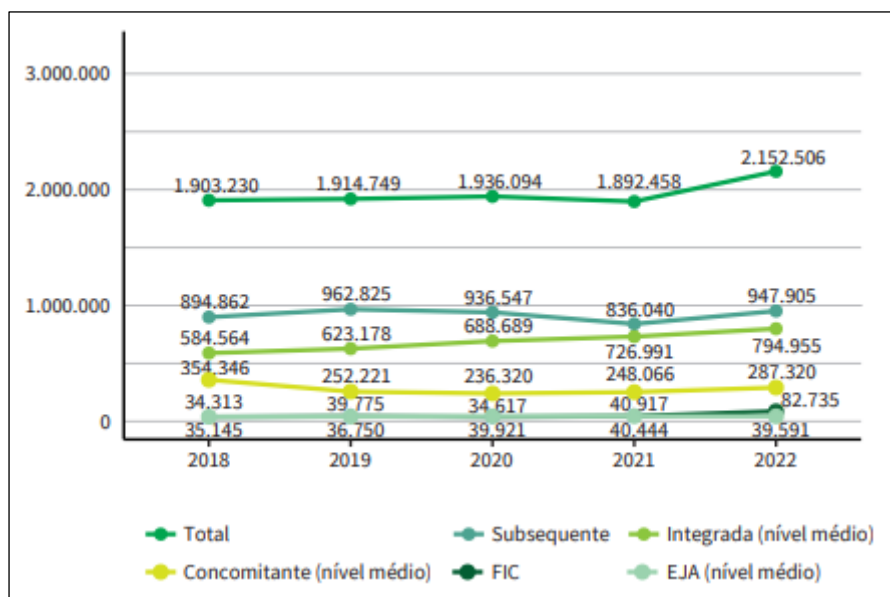 3.000.000
2.152.506
2.000.000
1.903.230 1.914.749 1.936.094 1.892.458
1.000.000
894.862 962.825 936.547 836.040 947.905
584.564 623.178 688.689 726.991 794.955
354.346 252.221 236.320 248.066 287.320
34.313 39.775 34.617 40.917 82.735
0
35.145 36.750 39.921 40.444 39.591
2018 2019 2020 2021 2022
Total Subsequente Integrada (nível médio)
Concomitante (nível médio) FIC EJA (nível médio)